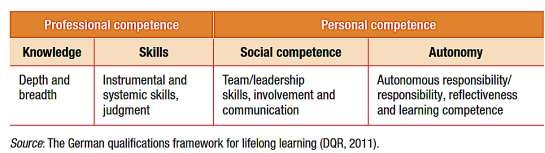 Professional competence Personal competence
Knowledge Skills Social competence Autonomy
Depth and Instrumental and Team/leadership Autonomous responsibility/
breadth systemic skills, skills, involvement and responsibility, reflectiveness
judgment communication and learning competence
Source: The German qualifications framework for lifelong learning (DQR, 2011).